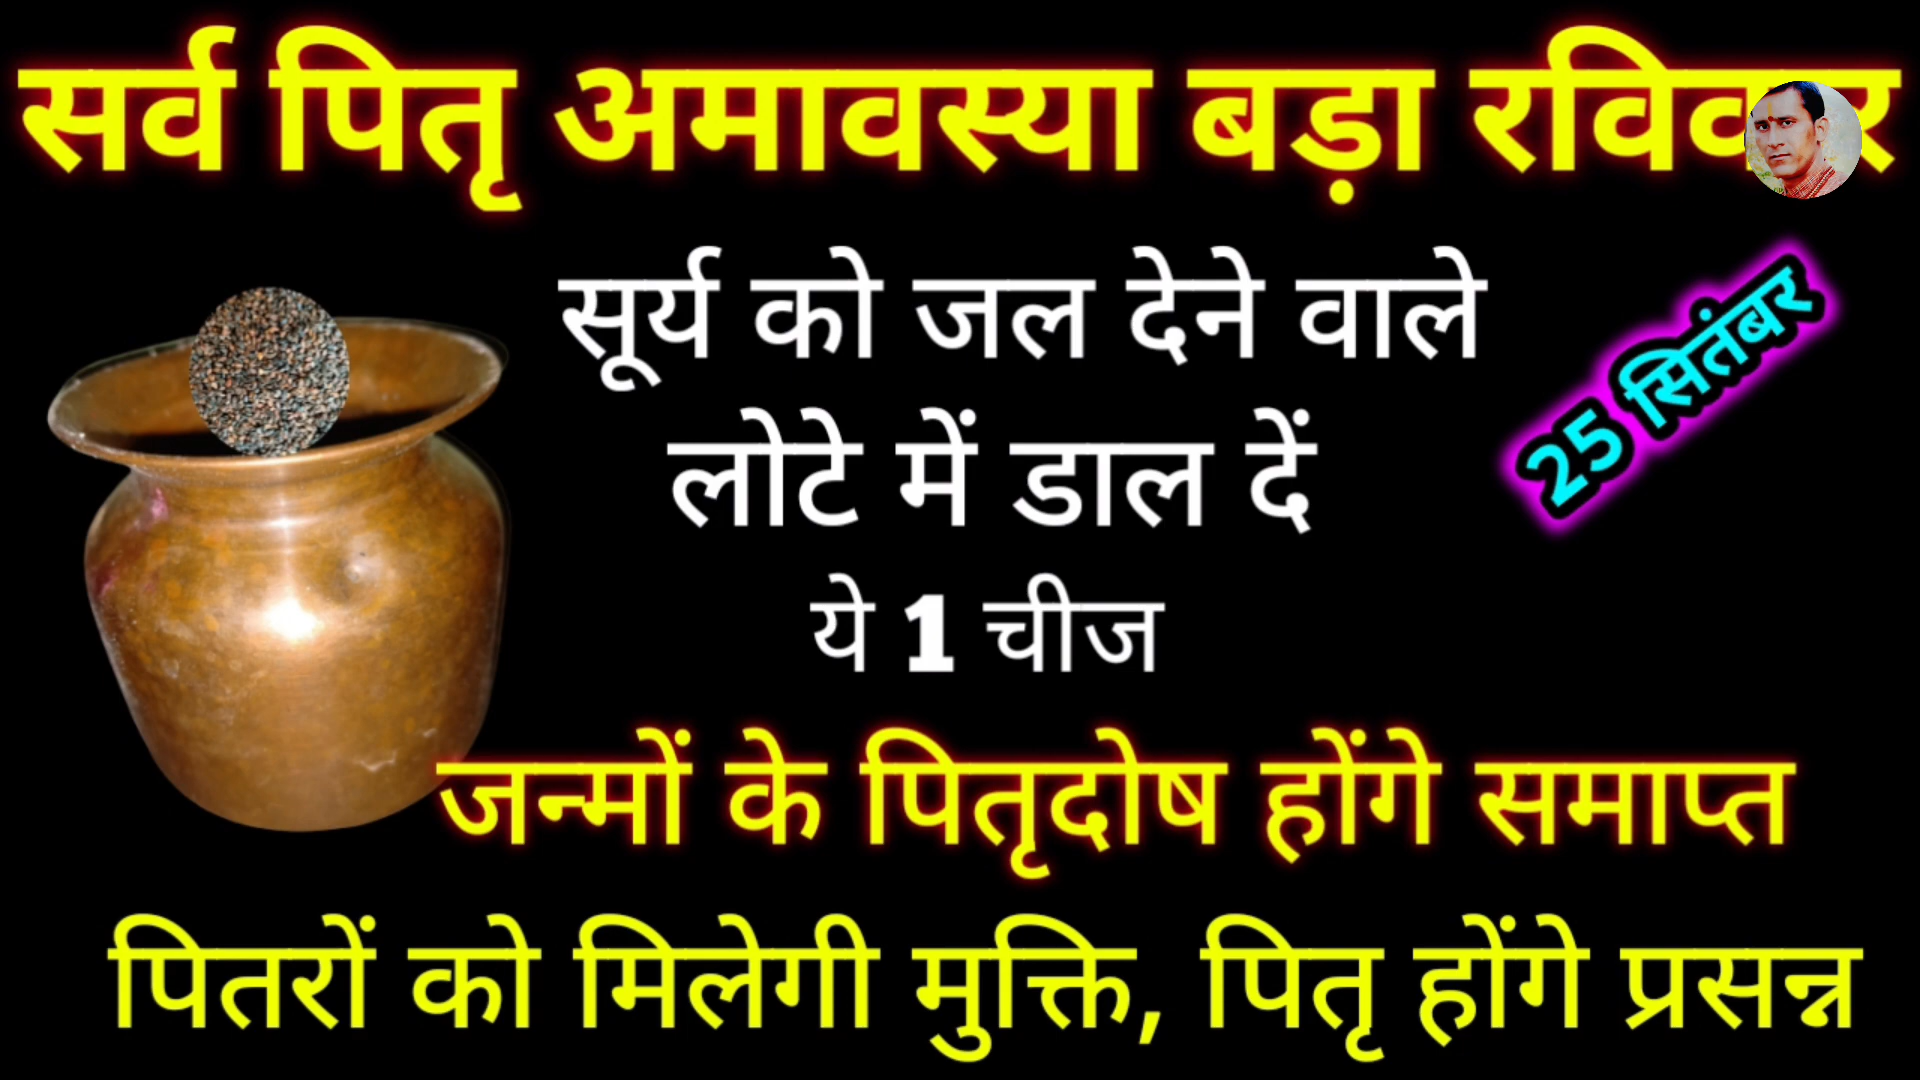 सर्व पितृ अमावस्या बड़ा रविवार
सूर्य को जल देने वाले
25 सितंबर
लोटे में डाल दें
ये 1 चीज
जन्मों के पितृदोष होंगे समाप्त
पितरों को मिलेगी मुक्ति, पितृ होंगे प्रसन्न